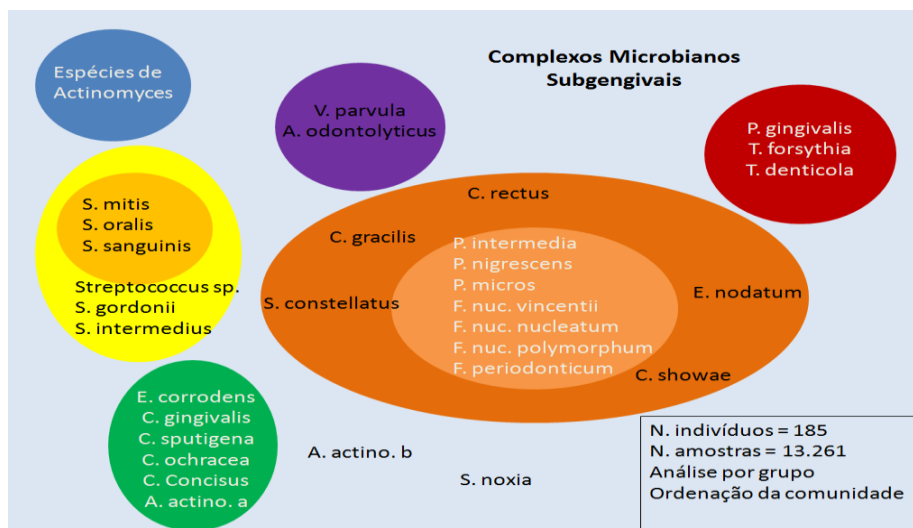 Complexos Microbianos
Subgengivais
Espécies de
Actinomyces
V. parvula
A. odontolyticus
P. gingivalis
T. forsythia
T. denticola
S. mitis
S. oralis
S. sanguinis
Streptococcus sp.
S. gordonii
S. intermedius
C. rectus
C. gracilis
S. constellatus
P. intermedia
P. nigrescens
P. micros
F. nuc. vincentii
F. nuc. nucleatum
F. nuc. polymorphum
F. periodonticum
E. nodatum
C. showae
E. corrodens
C. gingivalis
C. sputigena
C. ochracea
C. Concisus
A. actino. a
A. actino. b
S. noxia
N. indivíduos = 185
N. amostras = 13.261
Análise por grupo
Ordenação da comunidade